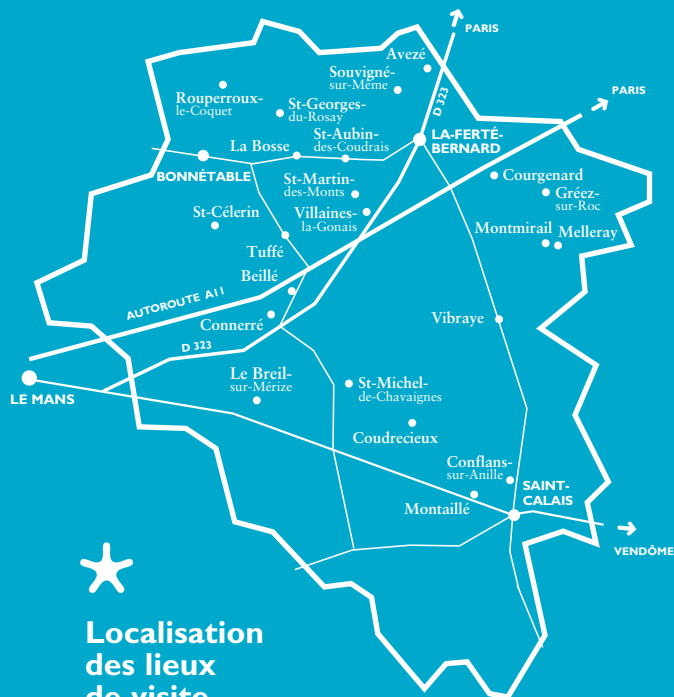 PARIS
Avezé
Souvigné-
sur-Même
D 323
PARIS
Rouperroux-
le-Coquet
St-Georges-
du-Rosay
St-Aubin-
des-Coudrais
LA-FERTÉ-
BERNARD
La Bosse
BONNÉTABLE
Courgenard
St-Martin-
des-Monts
Gréez-
sur-Roc
St-Célerin
Villaines-
la-Gonais
Montmirail
Melleray
Tuffé
Beillé
AUTOROUTE A11
Connerré
Vibraye
D 323
Le Breil-
sur-Mérize
St-Michel-
de-Chavaignes
LE MANS
Coudrecieux
Conflans-
sur-Anille
SAINT-
CALAIS
Montaillé
VENDÔME
Localisation
des lieux
de visite